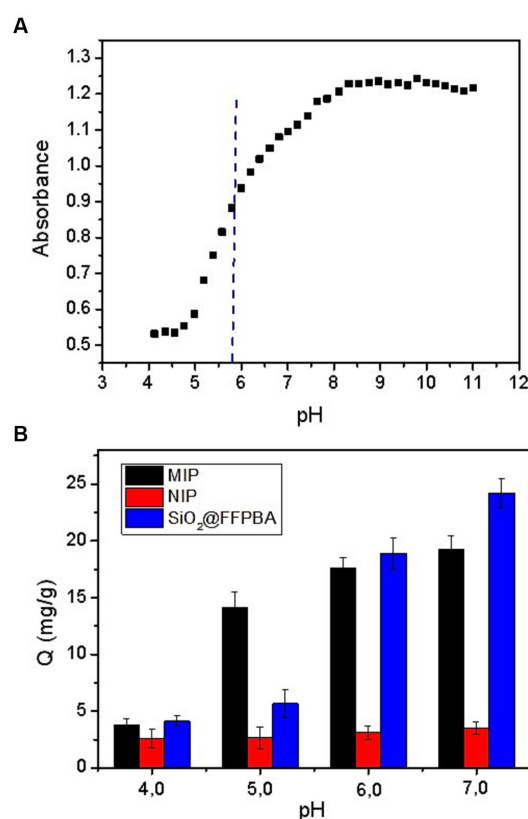 A
Absorbance
1.3
1.2
1.1
1.0
0.9
0.8
0.7
0.6
0.5
3 4 5 6 7 8 9 10 11 12
pH
B
MIP
NIP
SiO₂@FFPBA
Q (mg/g)
25
20
15
10
5
0
4,0 5,0 6,0 7,0
pH